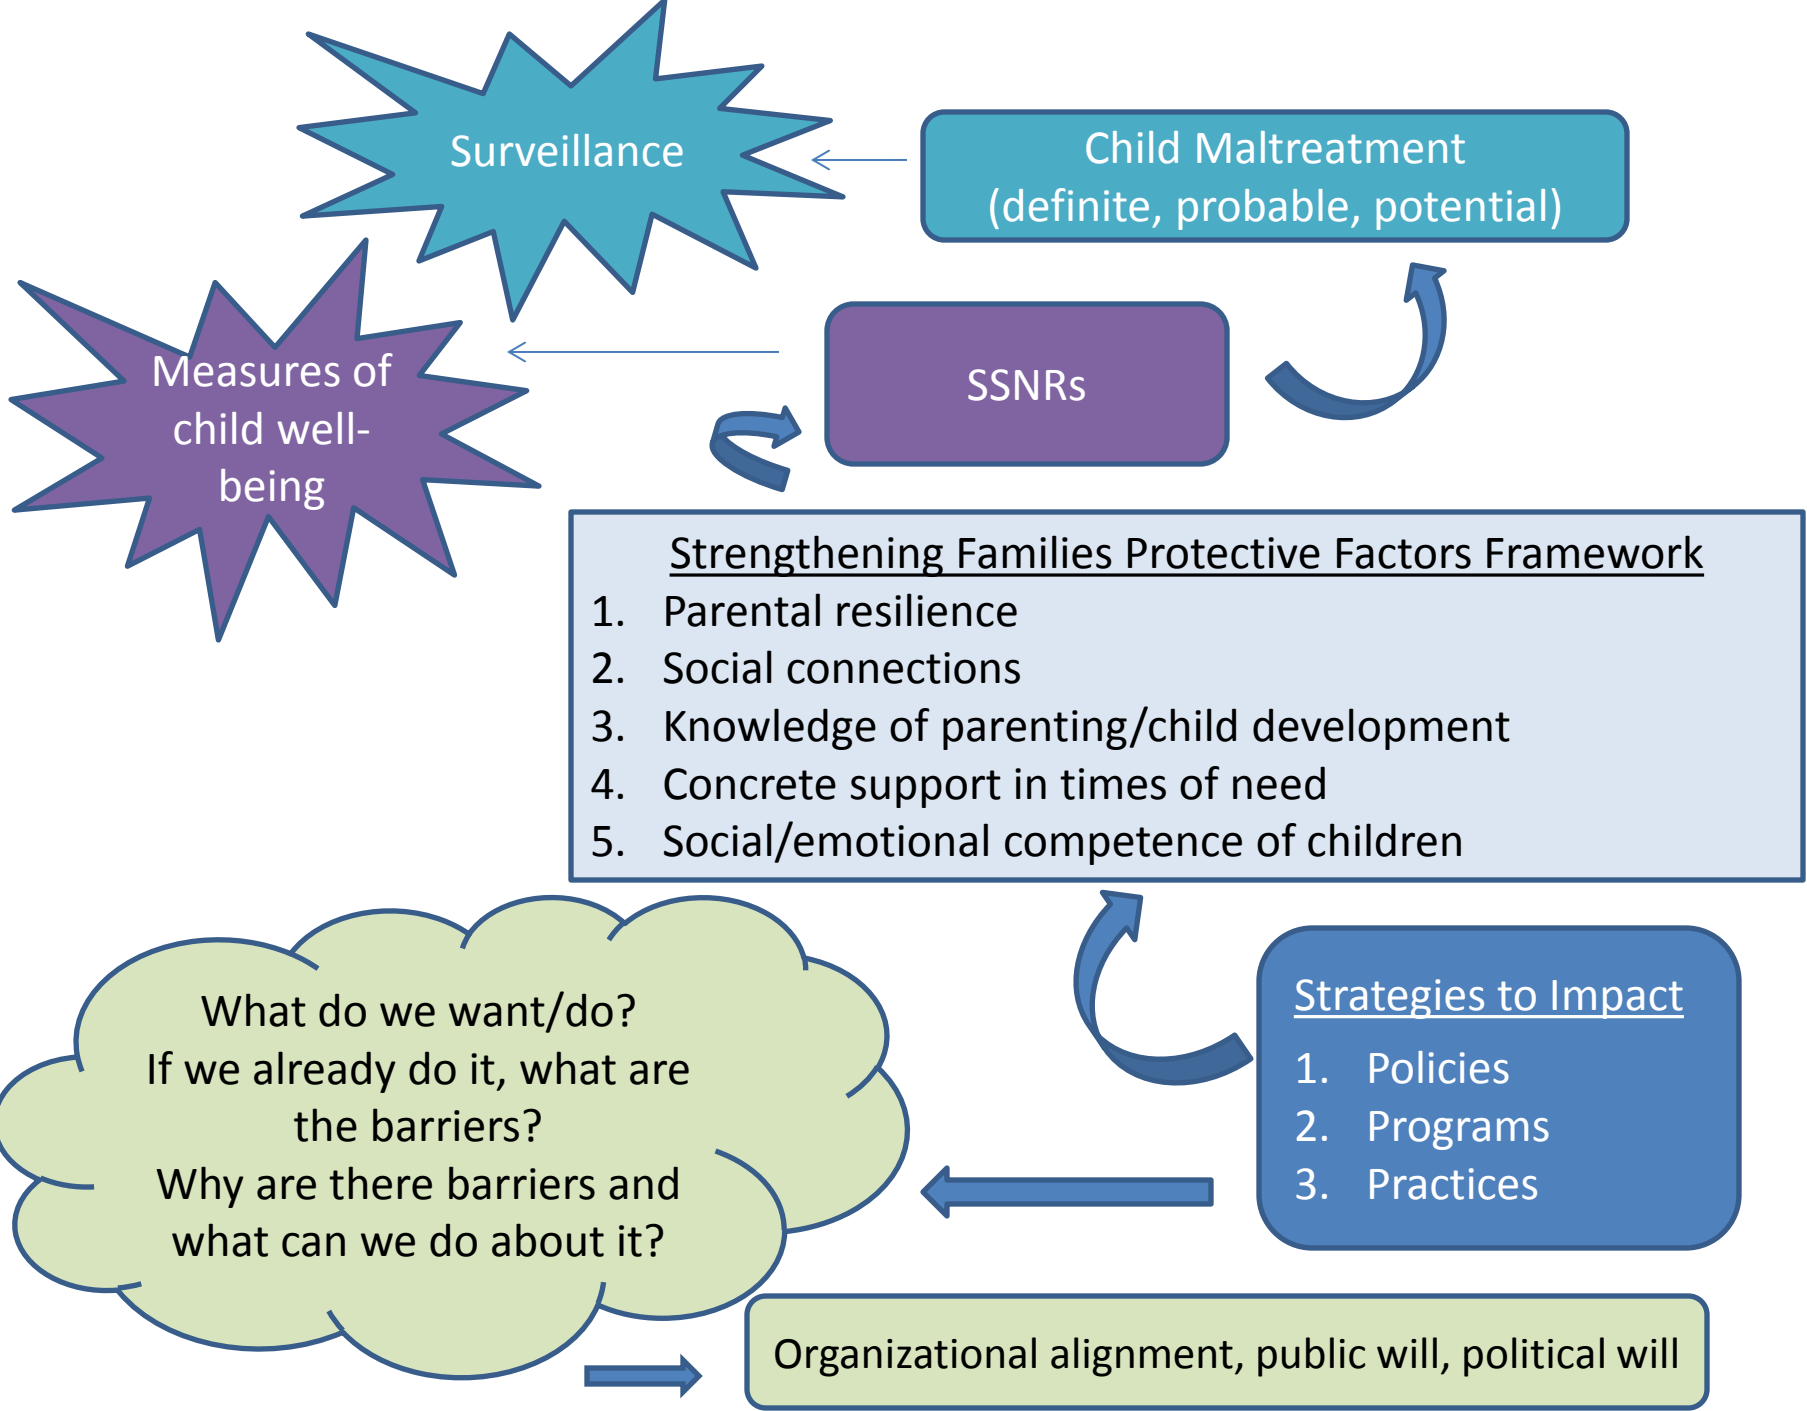 Surveillance
Child Maltreatment
(definite, probable, potential)
Measures of
child well-
being
SSNRs
Strengthening Families Protective Factors Framework
1. Parental resilience
2. Social connections
3. Knowledge of parenting/child development
4. Concrete support in times of need
5. Social/emotional competence of children
What do we want/do?
If we already do it, what are
the barriers?
Why are there barriers and
what can we do about it?
Strategies to Impact
1. Policies
2. Programs
3. Practices
Organizational alignment, public will, political will